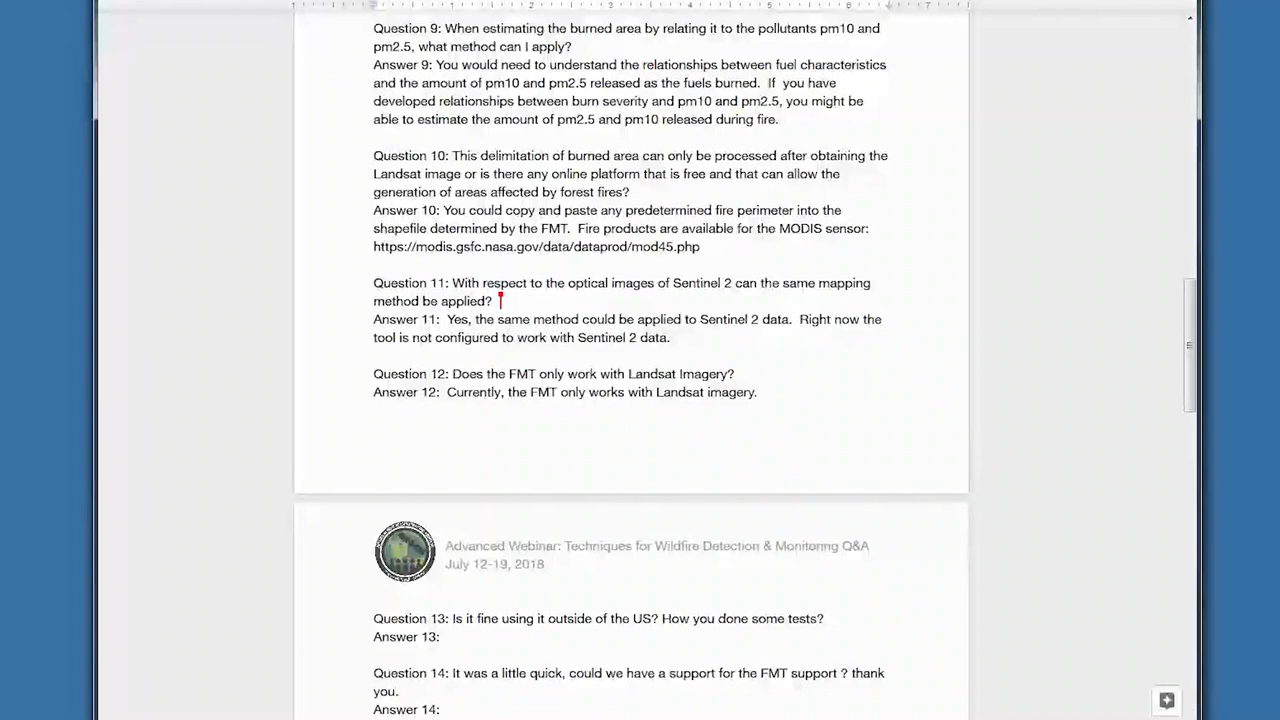 1 2 3 4 5 6 7
Question 9: When estimating the burned area by relating it to the pollutants pm10 and
pm2.5, what method can I apply?
Answer 9: You would need to understand the relationships between fuel characteristics
and the amount of pm10 and pm2.5 released as the fuels burned.  If  you have
developed relationships between burn severity and pm10 and pm2.5, you might be
able to estimate the amount of pm2.5 and pm10 released during fire.
Question 10: This delimitation of burned area can only be processed after obtaining the
Landsat image or is there any online platform that is free and that can allow the
generation of areas affected by forest fires?
Answer 10: You could copy and paste any predetermined fire perimeter into the
shapefile determined by the FMT.  Fire products are available for the MODIS sensor:
https://modis.gsfc.nasa.gov/data/dataprod/mod45.php
Question 11: With respect to the optical images of Sentinel 2 can the same mapping
method be applied?
Answer 11:  Yes, the same method could be applied to Sentinel 2 data.  Right now the
tool is not configured to work with Sentinel 2 data.
Question 12: Does the FMT only work with Landsat Imagery?
Answer 12:  Currently, the FMT only works with Landsat imagery.
Advanced Webinar: Techniques for Wildfire Detection & Monitoring Q&A
July 12-19, 2018
Question 13: Is it fine using it outside of the US? How you done some tests?
Answer 13:
Question 14: It was a little quick, could we have a support for the FMT support ? thank
you.
Answer 14: